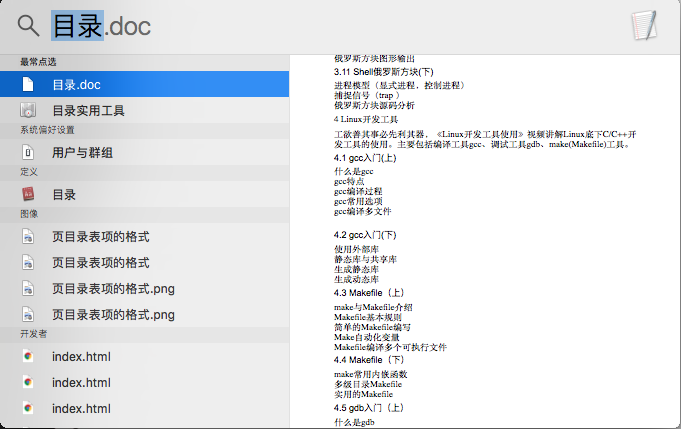 目录.doc
最常点选
目录.doc
目录实用工具
系统偏好设置
用户与群组
定义
目录
图像
页目录表项的格式
页目录表项的格式
页目录表项的格式.png
页目录表项的格式.png
开发者
index.html
index.html
index.html
俄罗斯方块图形输出
3.11 Shell俄罗斯方块(下)
进程模型（显式进程，控制进程）
捕捉信号（trap ）
俄罗斯方块源码分析
4 Linux开发工具
工欲善其事必先利其器，《Linux开发工具使用》视频讲解Linux底下C/C++开
发工具的使用。主要包括编译工具gcc、调试工具gdb、make(Makefile)工具。
4.1 gcc入门(上)
什么是gcc
gcc特点
gcc编译过程
gcc常用选项
gcc编译多文件
4.2 gcc入门(下)
使用外部库
静态库与共享库
生成静态库
生成动态库
4.3 Makefile（上）
make与Makefile介绍
Makefile基本规则
简单的Makefile编写
Make自动化变量
Makefile编译多个可执行文件
4.4 Makefile（下）
make常用内嵌函数
多级目录Makefile
实用的Makefile
4.5 gdb入门（上）
什么是gdb